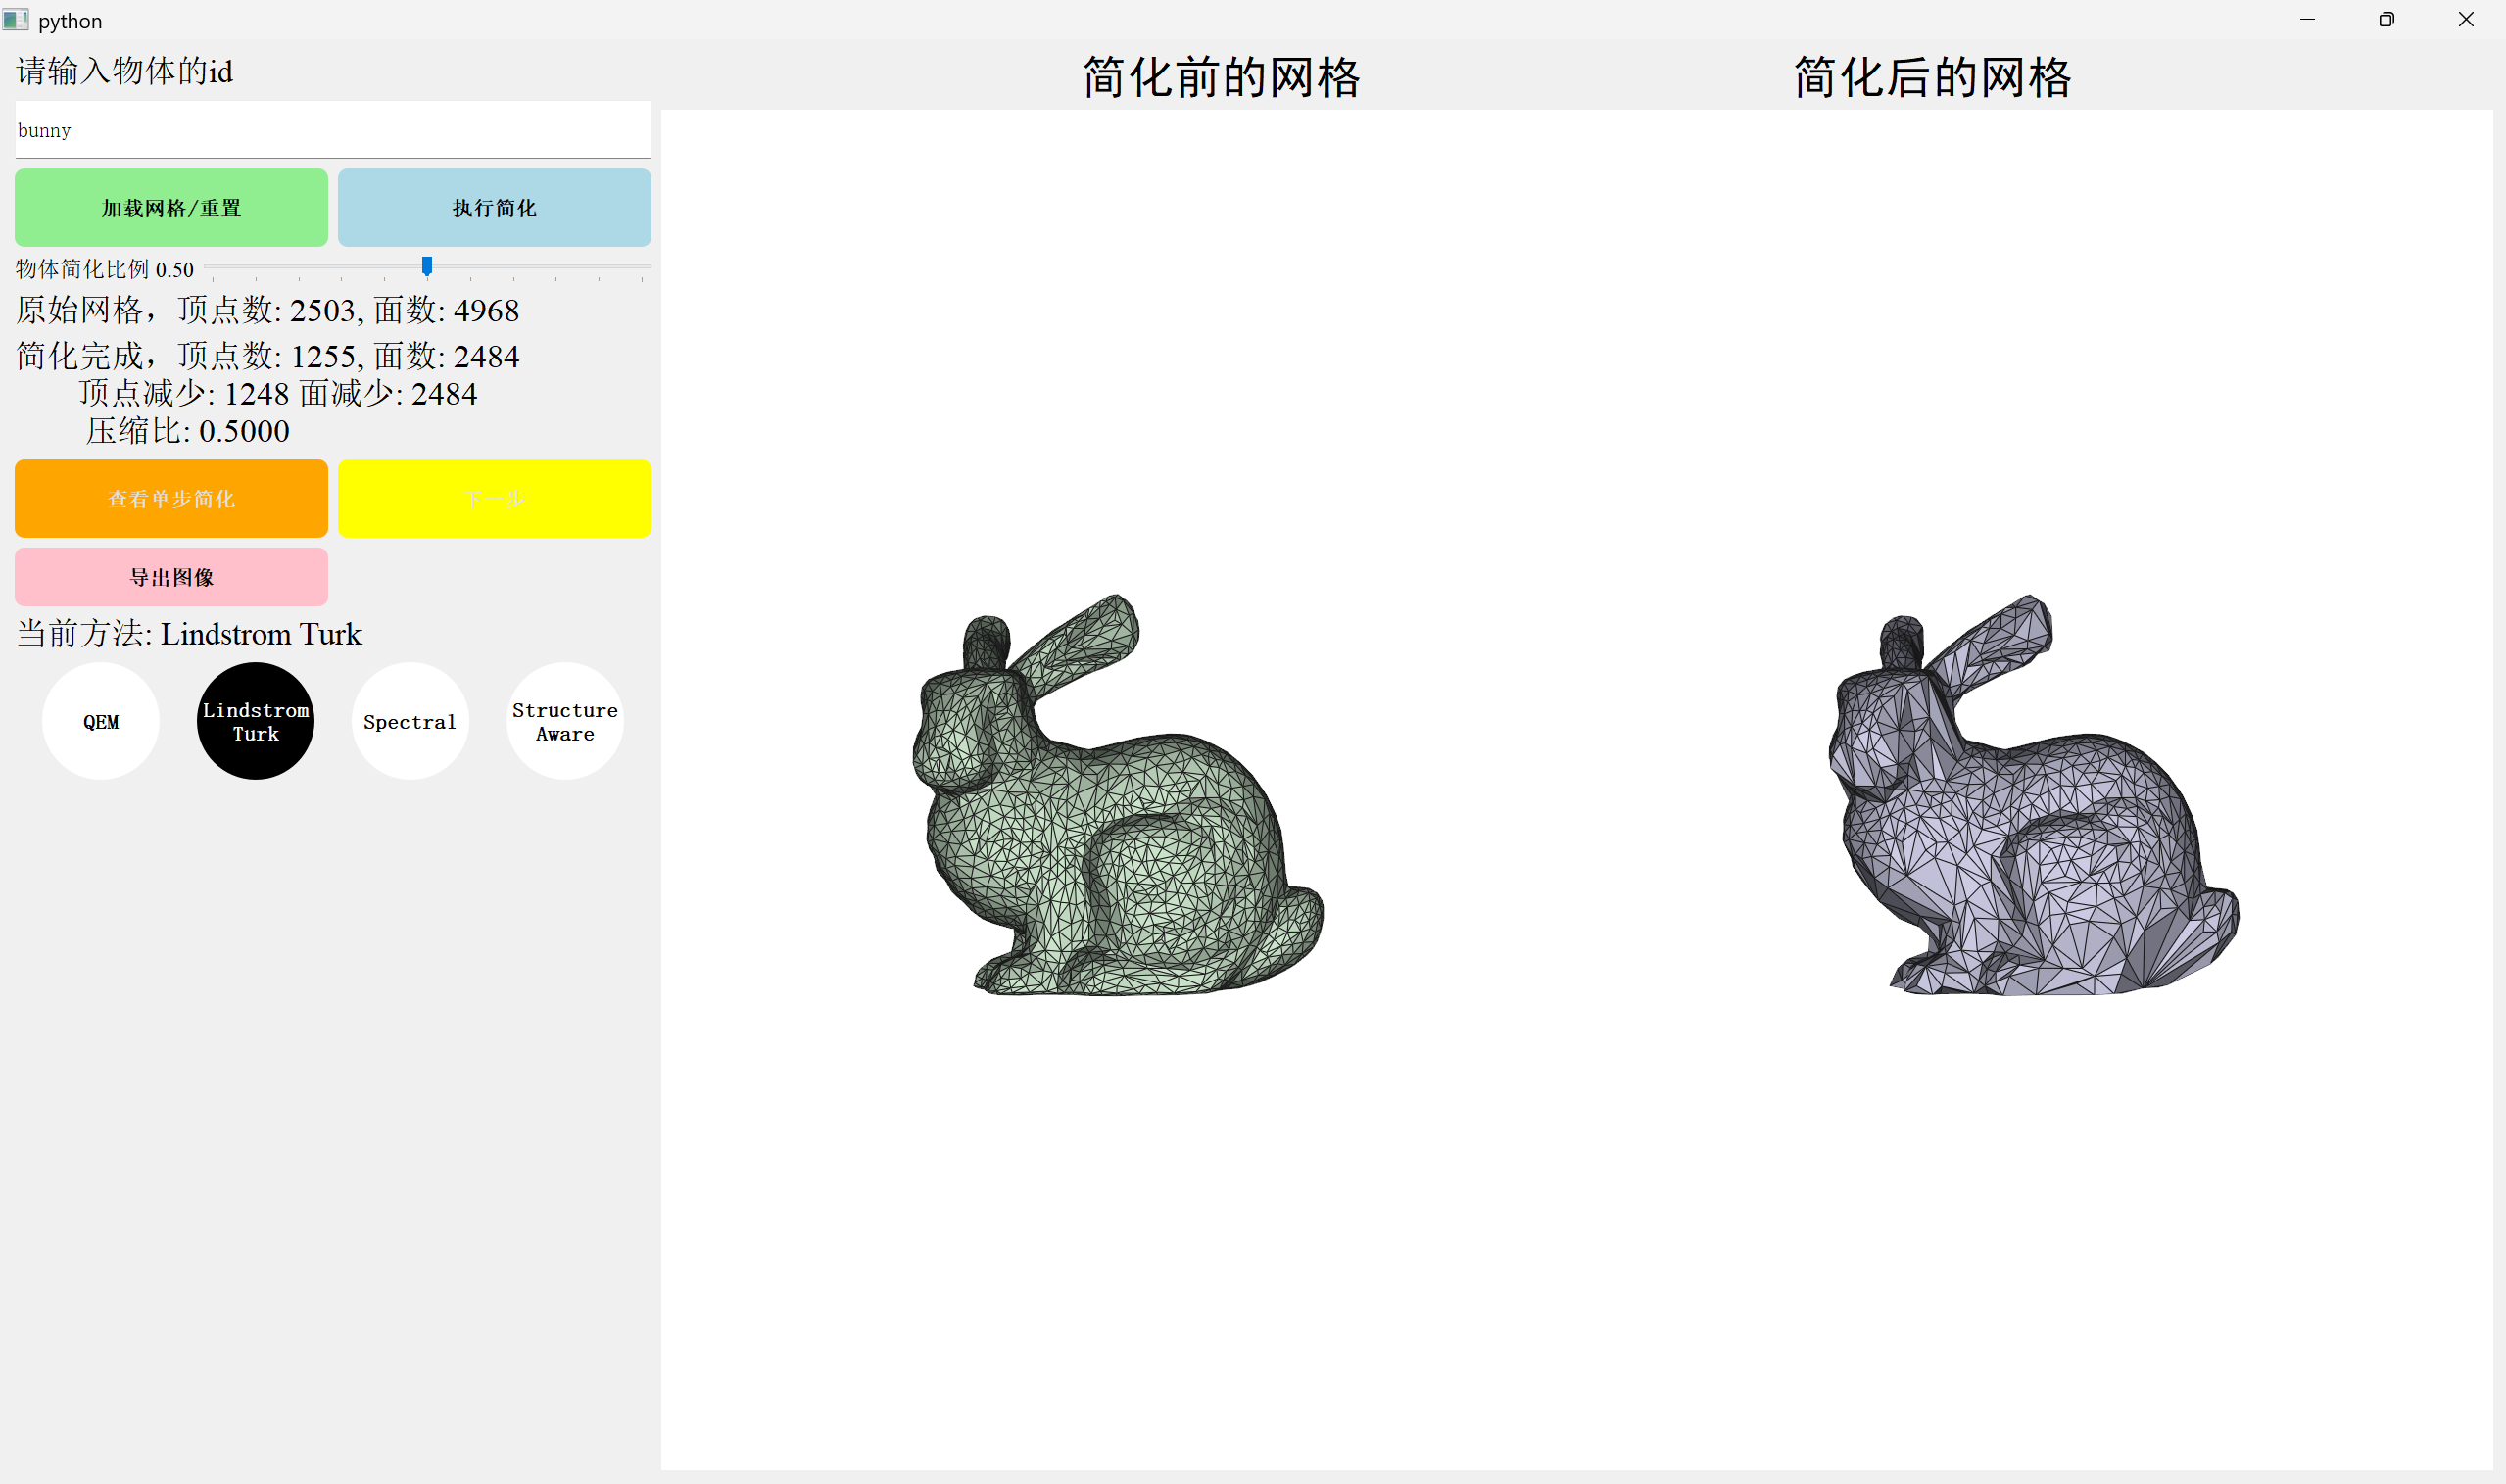 python
请输入物体的id
简化前的网格
简化后的网格
bunny
加载网格/重置
执行简化
物体简化比例 0.50
原始网格，顶点数: 2503, 面数: 4968
简化完成，顶点数: 1255, 面数: 2484
顶点减少: 1248 面减少: 2484
压缩比: 0.5000
查看单步简化
下一步
导出图像
当前方法: Lindstrom Turk
QEM
Lindstrom
Turk
Spectral
Structure
Aware